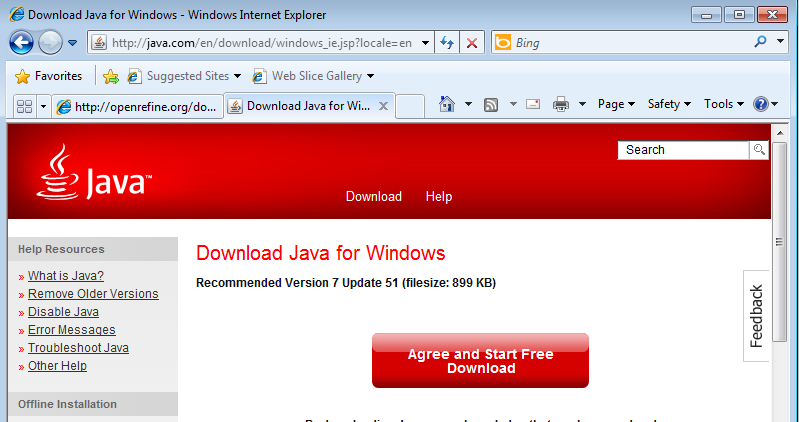 Download Java for Windows - Windows Internet Explorer
http://java.com/en/download/windows_ie.jsp?locale=en
Bing
Favorites
Suggested Sites
Web Slice Gallery
http://openrefine.org/do...
Download Java for Wi...
Page
Safety
Tools
Java™
Search
Download
Help
Help Resources
» What is Java?
» Remove Older Versions
» Disable Java
» Error Messages
» Troubleshoot Java
» Other Help
Offline Installation
Download Java for Windows
Recommended Version 7 Update 51 (filesize: 899 KB)
Agree and Start Free
Download
Feedback